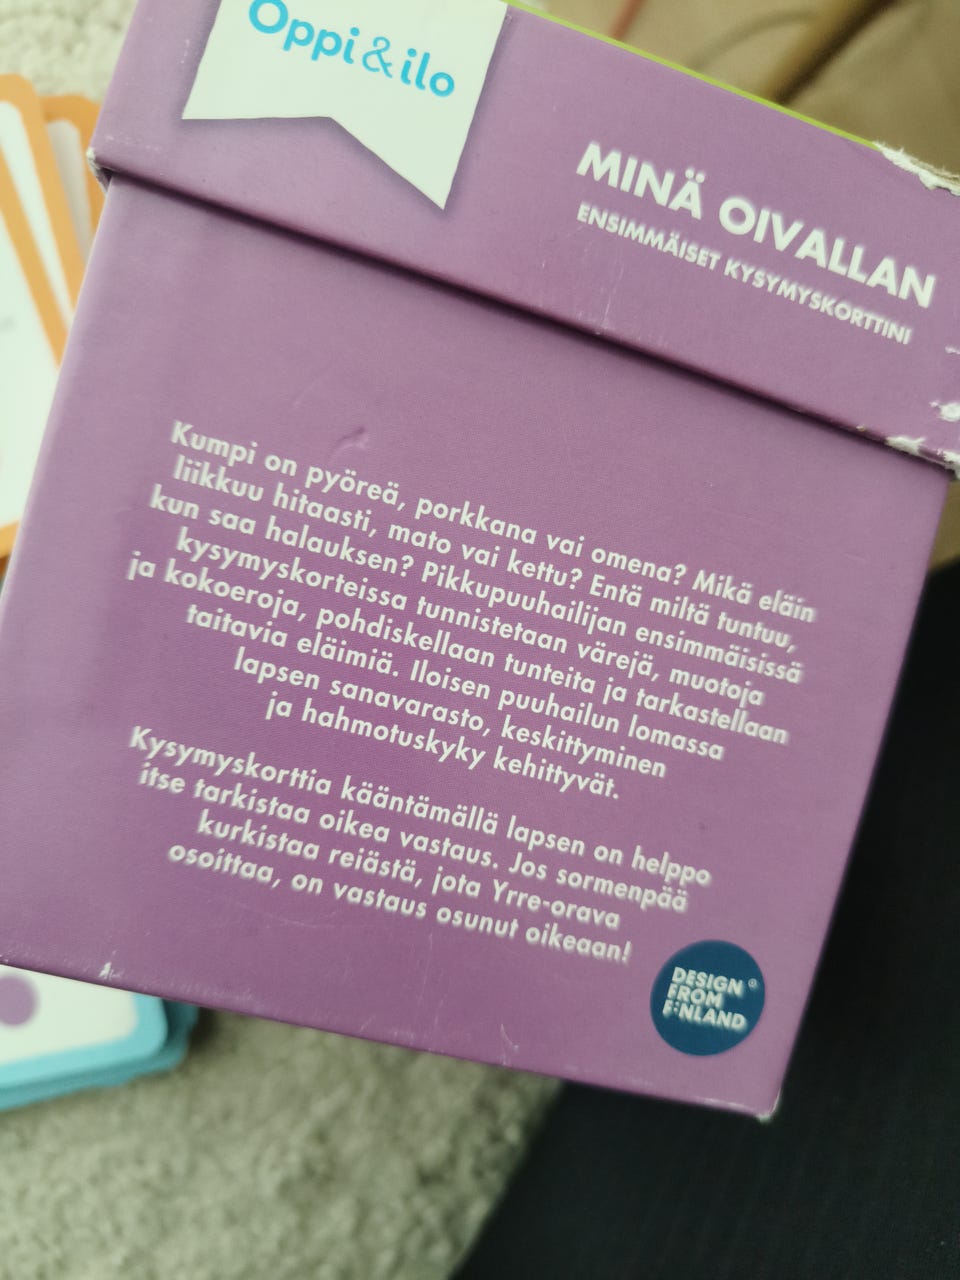 Oppi&ilo
MINÄ OIVALLAN
ENSIMMÄISET KYSYMYSKORTTINI
Kumpi on pyöreä, porkkana vai omena? Mikä eläin
liikkuu hitaasti, mato vai kettu? Entä miltä tuntuu,
kun saa halauksen? Pikkupuuhailijan ensimmäisissä
kysymyskorteissa tunnistetaan värejä, muotoja
ja kokoeroja, pohdiskellaan tunteita ja tarkastellaan
taitavia eläimiä. Iloisen puuhailun lomassa
lapsen sanavarasto, keskittyminen
ja hahmotuskyky kehittyvät.
Kysymyskorttia kääntämällä lapsen on helppo
itse tarkistaa oikea vastaus. Jos sormenpää
kurkistaa reiästä, jota Yrre-orava
osoittaa, on vastaus osunut oikeaan!
DESIGN ®
FROM
FINLAND